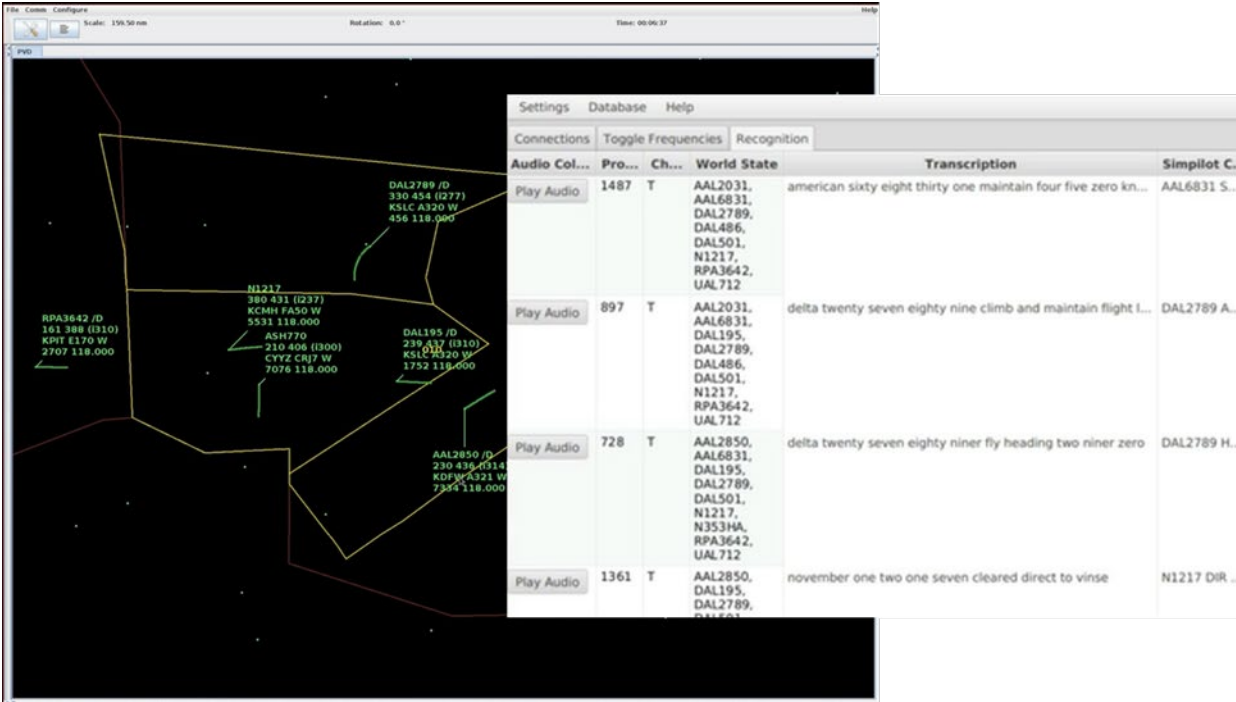 File Comm Configure Help
Scale: 159.50 nm Rotation: 0.0 ° Time: 00:06:37
PVD
DAL2789 /D
330 454 (I277)
KSLC A320 W
456 118.000
N1217
380 431 (I237)
KCMH FA50 W
5531 118.000
RPA3642 /D
161 388 (I310)
KPIT E170 W
2707 118.000
ASH770
210 406 (I300)
CYYZ CRJ7 W
7076 118.000
DAL195 /D
239 437 (I310)
KSLC A320 W
1752 118.000
AAL2850 /D
230 436 (I314
KDFW A321 W
7334 118.000
Settings Database Help
Connections Toggle Frequencies Recognition
Audio Col... Pro... Ch... World State Transcription Simpilot C..
Play Audio 1487 T AAL2031, american sixty eight thirty one maintain four five zero kn... AAL6831 S..
AAL6831,
DAL2789,
DAL486,
DAL501,
N1217,
RPA3642,
UAL712
Play Audio 897 T AAL2031, delta twenty seven eighty nine climb and maintain flight l... DAL2789 A..
AAL6831,
DAL195,
DAL2789,
DAL486,
DAL501,
N1217,
RPA3642,
UAL712
Play Audio 728 T AAL2850, delta twenty seven eighty niner fly heading two niner zero DAL2789 H..
AAL6831,
DAL195,
DAL2789,
DAL501,
N1217,
N353HA,
RPA3642,
UAL712
Play Audio 1361 T AAL2850, november one two one seven cleared direct to vinse N1217 DIR ..
DAL195,
DAL2789,